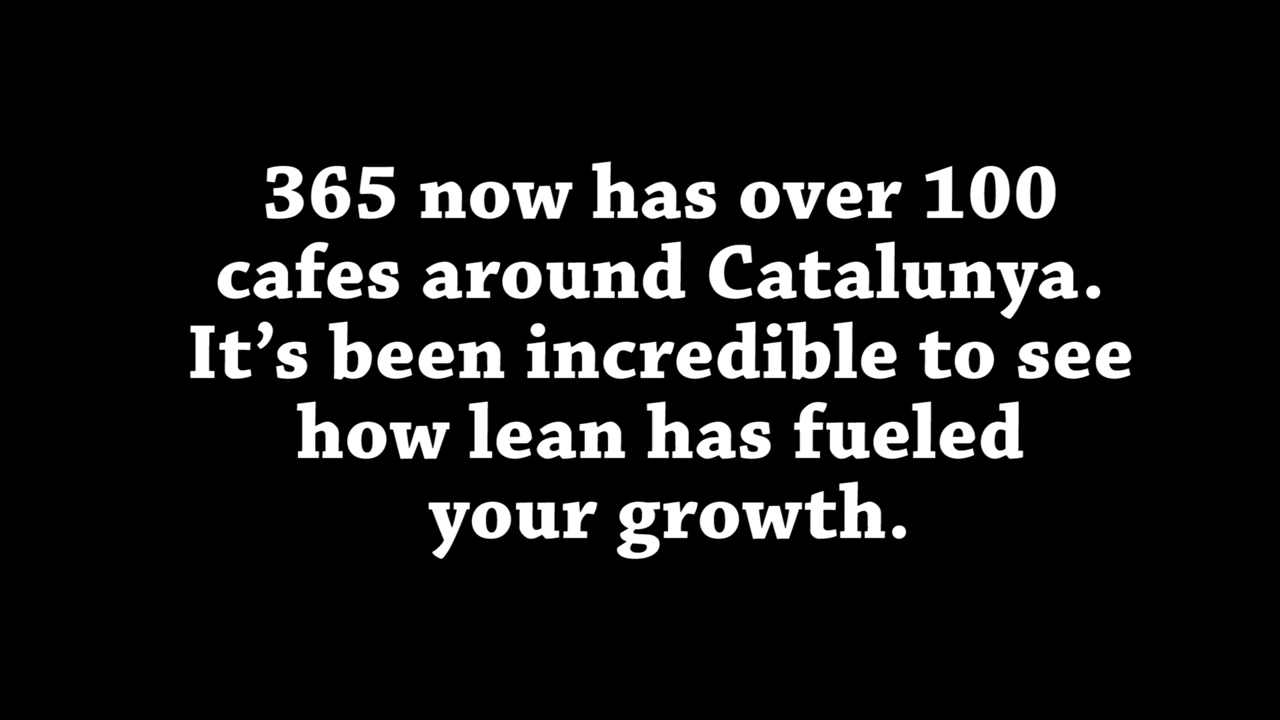 365 now has over 100
cafes around Catalunya.
It’s been incredible to see
how lean has fueled
your growth.